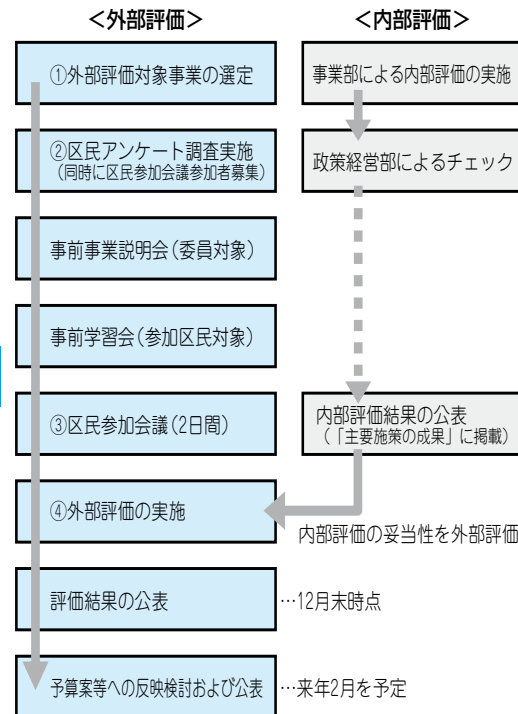 <外部評価>
<内部評価>
①外部評価対象事業の選定
事業部による内部評価の実施
②区民アンケート調査実施
(同時に区民参加会議参加者募集)
政策経営部によるチェック
事前事業説明会(委員対象)
事前学習会(参加区民対象)
③区民参加会議(2日間)
内部評価結果の公表
(「主要施策の成果」に掲載)
④外部評価の実施
内部評価の妥当性を外部評価
評価結果の公表
…12月末時点
予算案等への反映検討および公表
…来年2月を予定